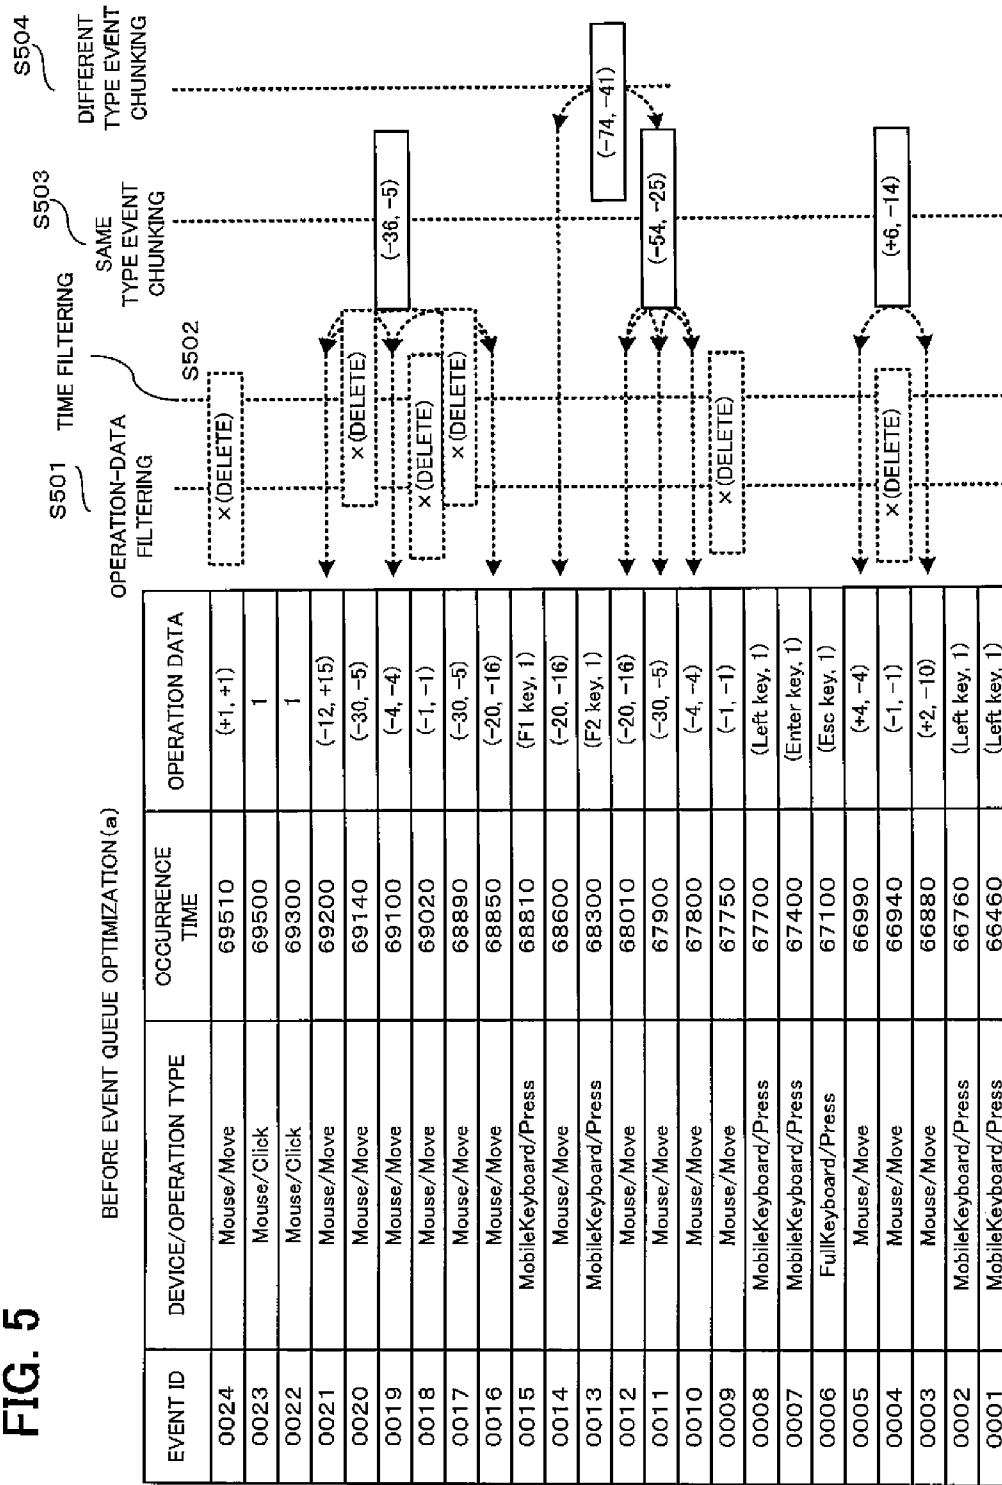 FIG. 5
BEFORE EVENT QUEUE OPTIMIZATION(a)
S501
OPERATION-DATA
FILTERING
TIME FILTERING
S502
S503
SAME
TYPE EVENT
CHUNKING
S504
DIFFERENT
TYPE EVENT
CHUNKING
EVENT ID DEVICE/OPERATION TYPE OCCURRENCE TIME OPERATION DATA
0024 Mouse/Move 69510 (+1, +1) ×(DELETE)
0023 Mouse/Click 69500 1
0022 Mouse/Click 69300 1
0021 Mouse/Move 69200 (-12, +15)
0020 Mouse/Move 69140 (-30, -5) ×(DELETE)
0019 Mouse/Move 69100 (-4, -4) (-36, -5)
0018 Mouse/Move 69020 (-1, -1) ×(DELETE)
0017 Mouse/Move 68890 (-30, -5) ×(DELETE)
0016 Mouse/Move 68850 (-20, -16)
0015 MobileKeyboard/Press 68810 (F1 key, 1)
0014 Mouse/Move 68600 (-20, -16)
0013 MobileKeyboard/Press 68300 (F2 key, 1) (-74, -41)
0012 Mouse/Move 68010 (-20, -16)
0011 Mouse/Move 67900 (-30, -5) (-54, -25)
0010 Mouse/Move 67800 (-4, -4)
0009 Mouse/Move 67750 (-1, -1) ×(DELETE)
0008 MobileKeyboard/Press 67700 (Left key, 1)
0007 MobileKeyboard/Press 67400 (Enter key, 1)
0006 FullKeyboard/Press 67100 (Esc key, 1)
0005 Mouse/Move 66990 (+4, -4)
0004 Mouse/Move 66940 (-1, -1) ×(DELETE) (+6, -14)
0003 Mouse/Move 66880 (+2, -10)
0002 MobileKeyboard/Press 66760 (Left key, 1)
0001 MobileKeyboard/Press 66460 (Left key, 1)